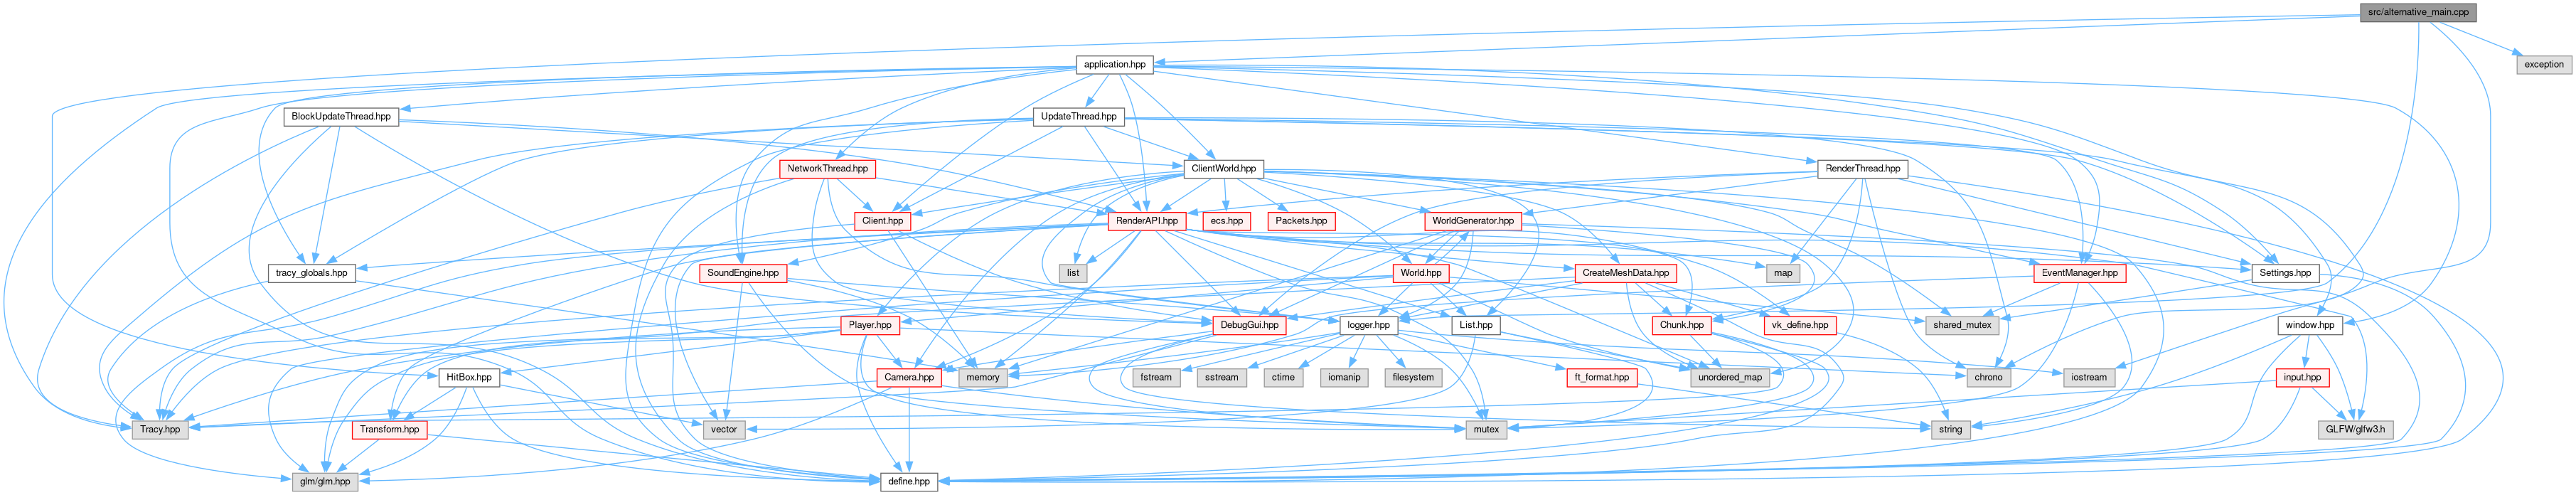 src/alternative_main.cpp
application.hpp
exception
BlockUpdateThread.hpp
UpdateThread.hpp
NetworkThread.hpp
ClientWorld.hpp
RenderThread.hpp
Client.hpp
RenderAPI.hpp
ecs.hpp
Packets.hpp
WorldGenerator.hpp
tracy_globals.hpp
SoundEngine.hpp
list
World.hpp
CreateMeshData.hpp
map
EventManager.hpp
Settings.hpp
Player.hpp
DebugGui.hpp
logger.hpp
List.hpp
Chunk.hpp
vk_define.hpp
shared_mutex
window.hpp
HitBox.hpp
Camera.hpp
memory
fstream
sstream
ctime
iomanip
filesystem
ft_format.hpp
unordered_map
chrono
iostream
input.hpp
Tracy.hpp
Transform.hpp
vector
mutex
string
GLFW/glfw3.h
glm/glm.hpp
define.hpp